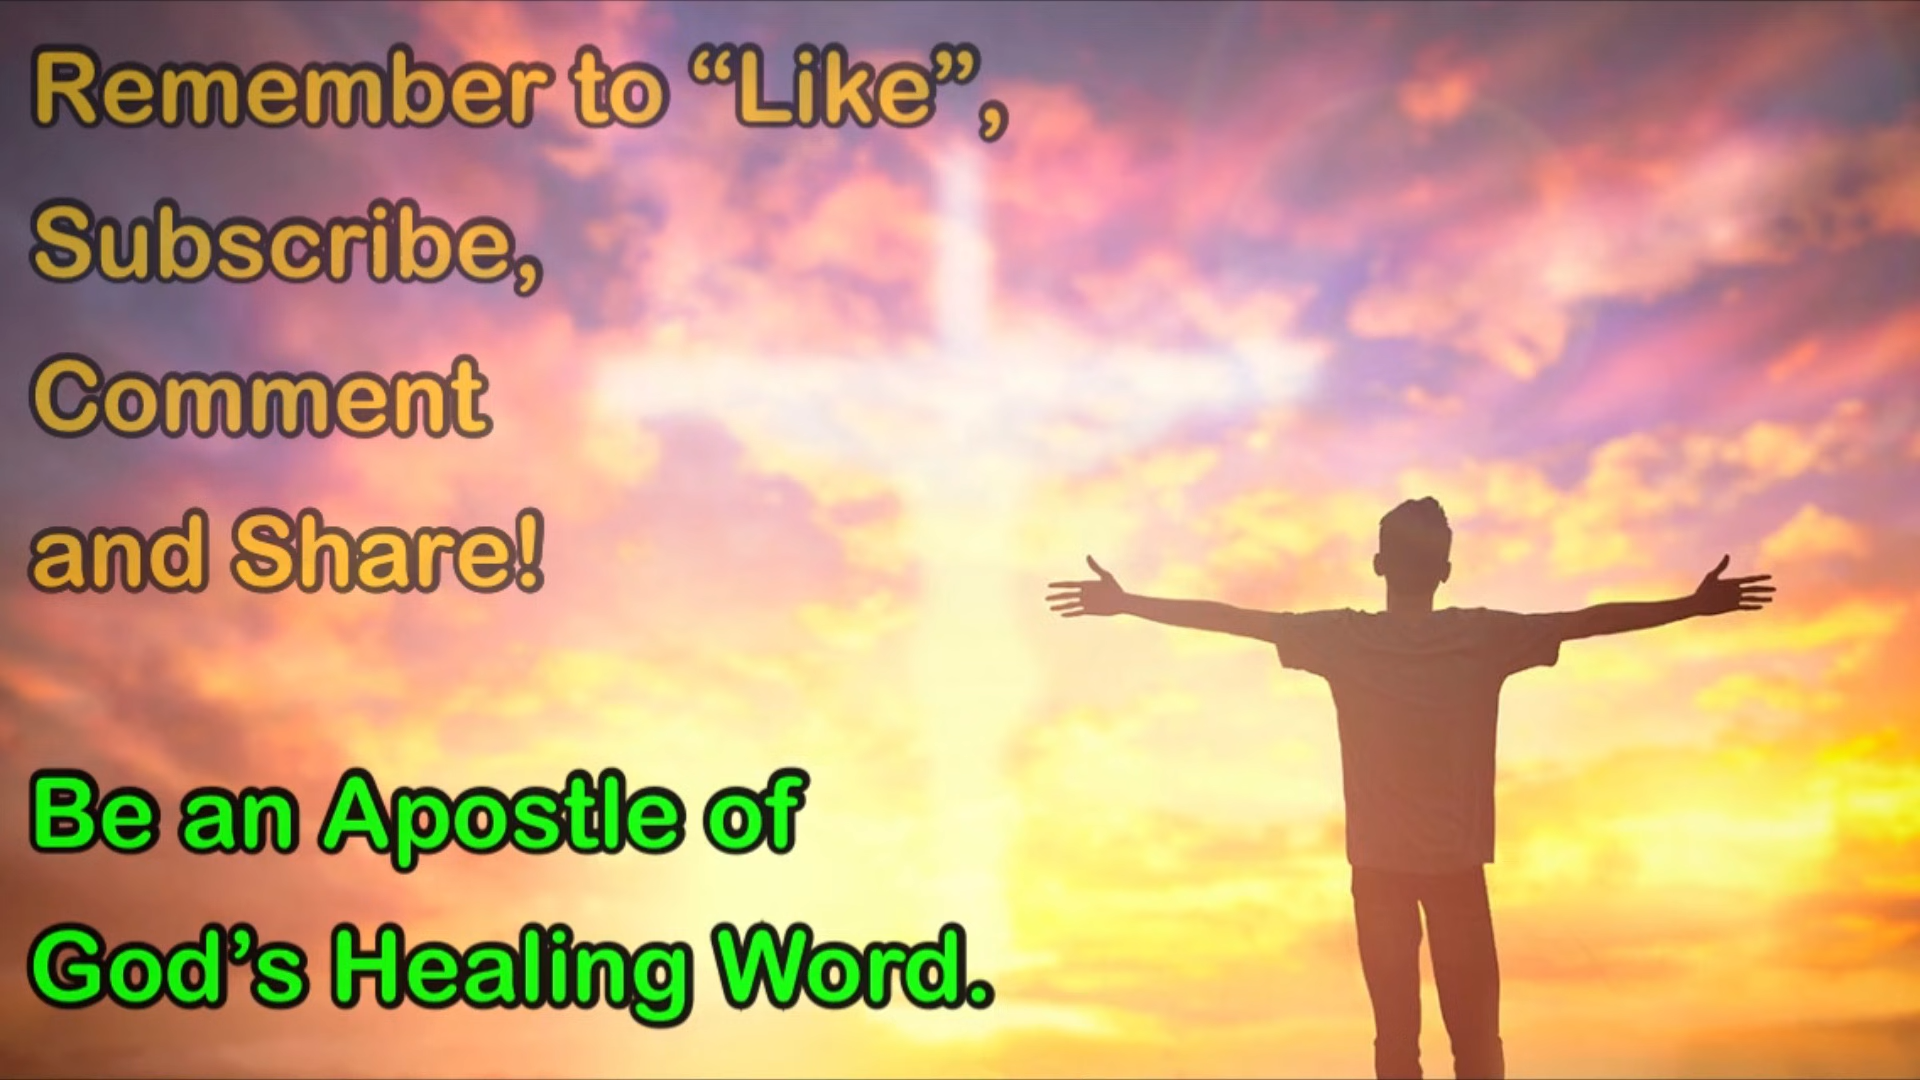 Remember to “Like”,
Subscribe,
Comment
and Share!
Be an Apostle of
God’s Healing Word.